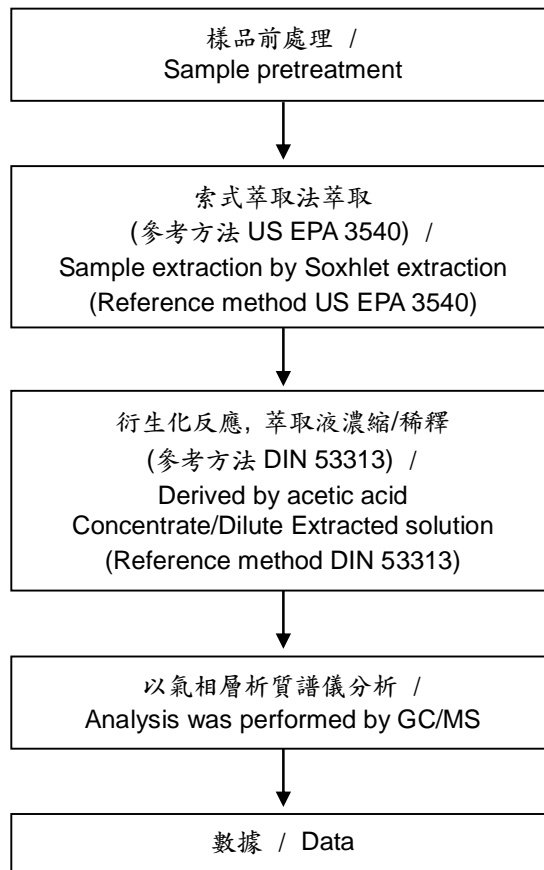 樣品前處理 /
Sample pretreatment
索式萃取法萃取
(參考方法 US EPA 3540) /
Sample extraction by Soxhlet extraction
(Reference method US EPA 3540)
衍生化反應, 萃取液濃縮/稀釋
(參考方法 DIN 53313) /
Derived by acetic acid
Concentrate/Dilute Extracted solution
(Reference method DIN 53313)
以氣相層析質譜儀分析 /
Analysis was performed by GC/MS
數據 / Data